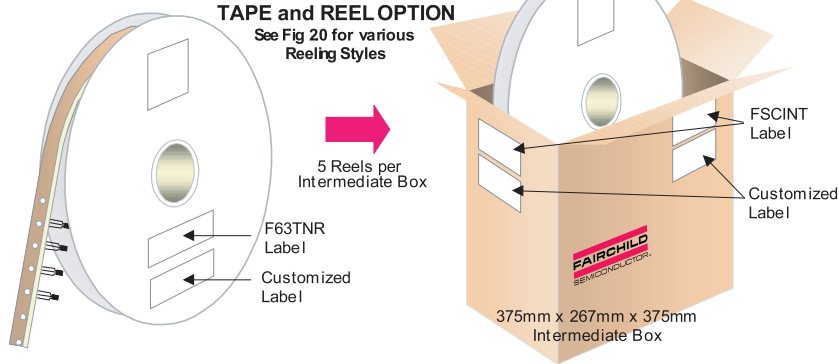 TAPE and REEL OPTION
See Fig 20 for various
Reeling Styles
5 Reels per
Intermediate Box
F63TNR
Label
Customized
Label
FSCINT
Label
Customized
Label
FAIRCHILD
SEMICONDUCTOR™
375mm x 267mm x 375mm
Intermediate Box